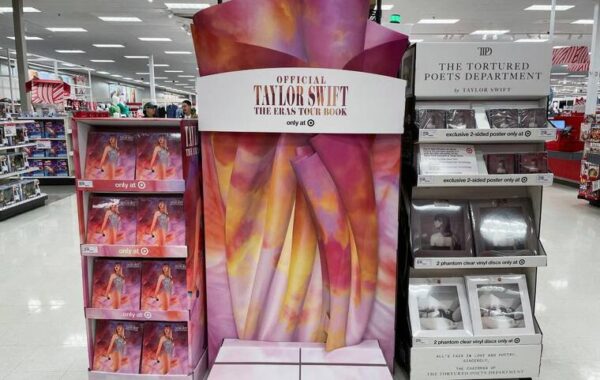 OFFICIAL
TAYLOR SWIFT
THE ERAS TOUR BOOK
only at
only at
only at
only at
TTPD
THE TORTURED
POETS DEPARTMENT
by TAYLOR SWIFT
exclusive 2-sided poster only at
exclusive 2-sided poster only at
2 phantom clear vinyl discs only at
2 phantom clear vinyl discs only at
ALL'S FAIR IN LOVE AND POETRY.
SINCERELY,
THE CHAIRMAN OF
THE TORTURED POETS DEPARTMENT